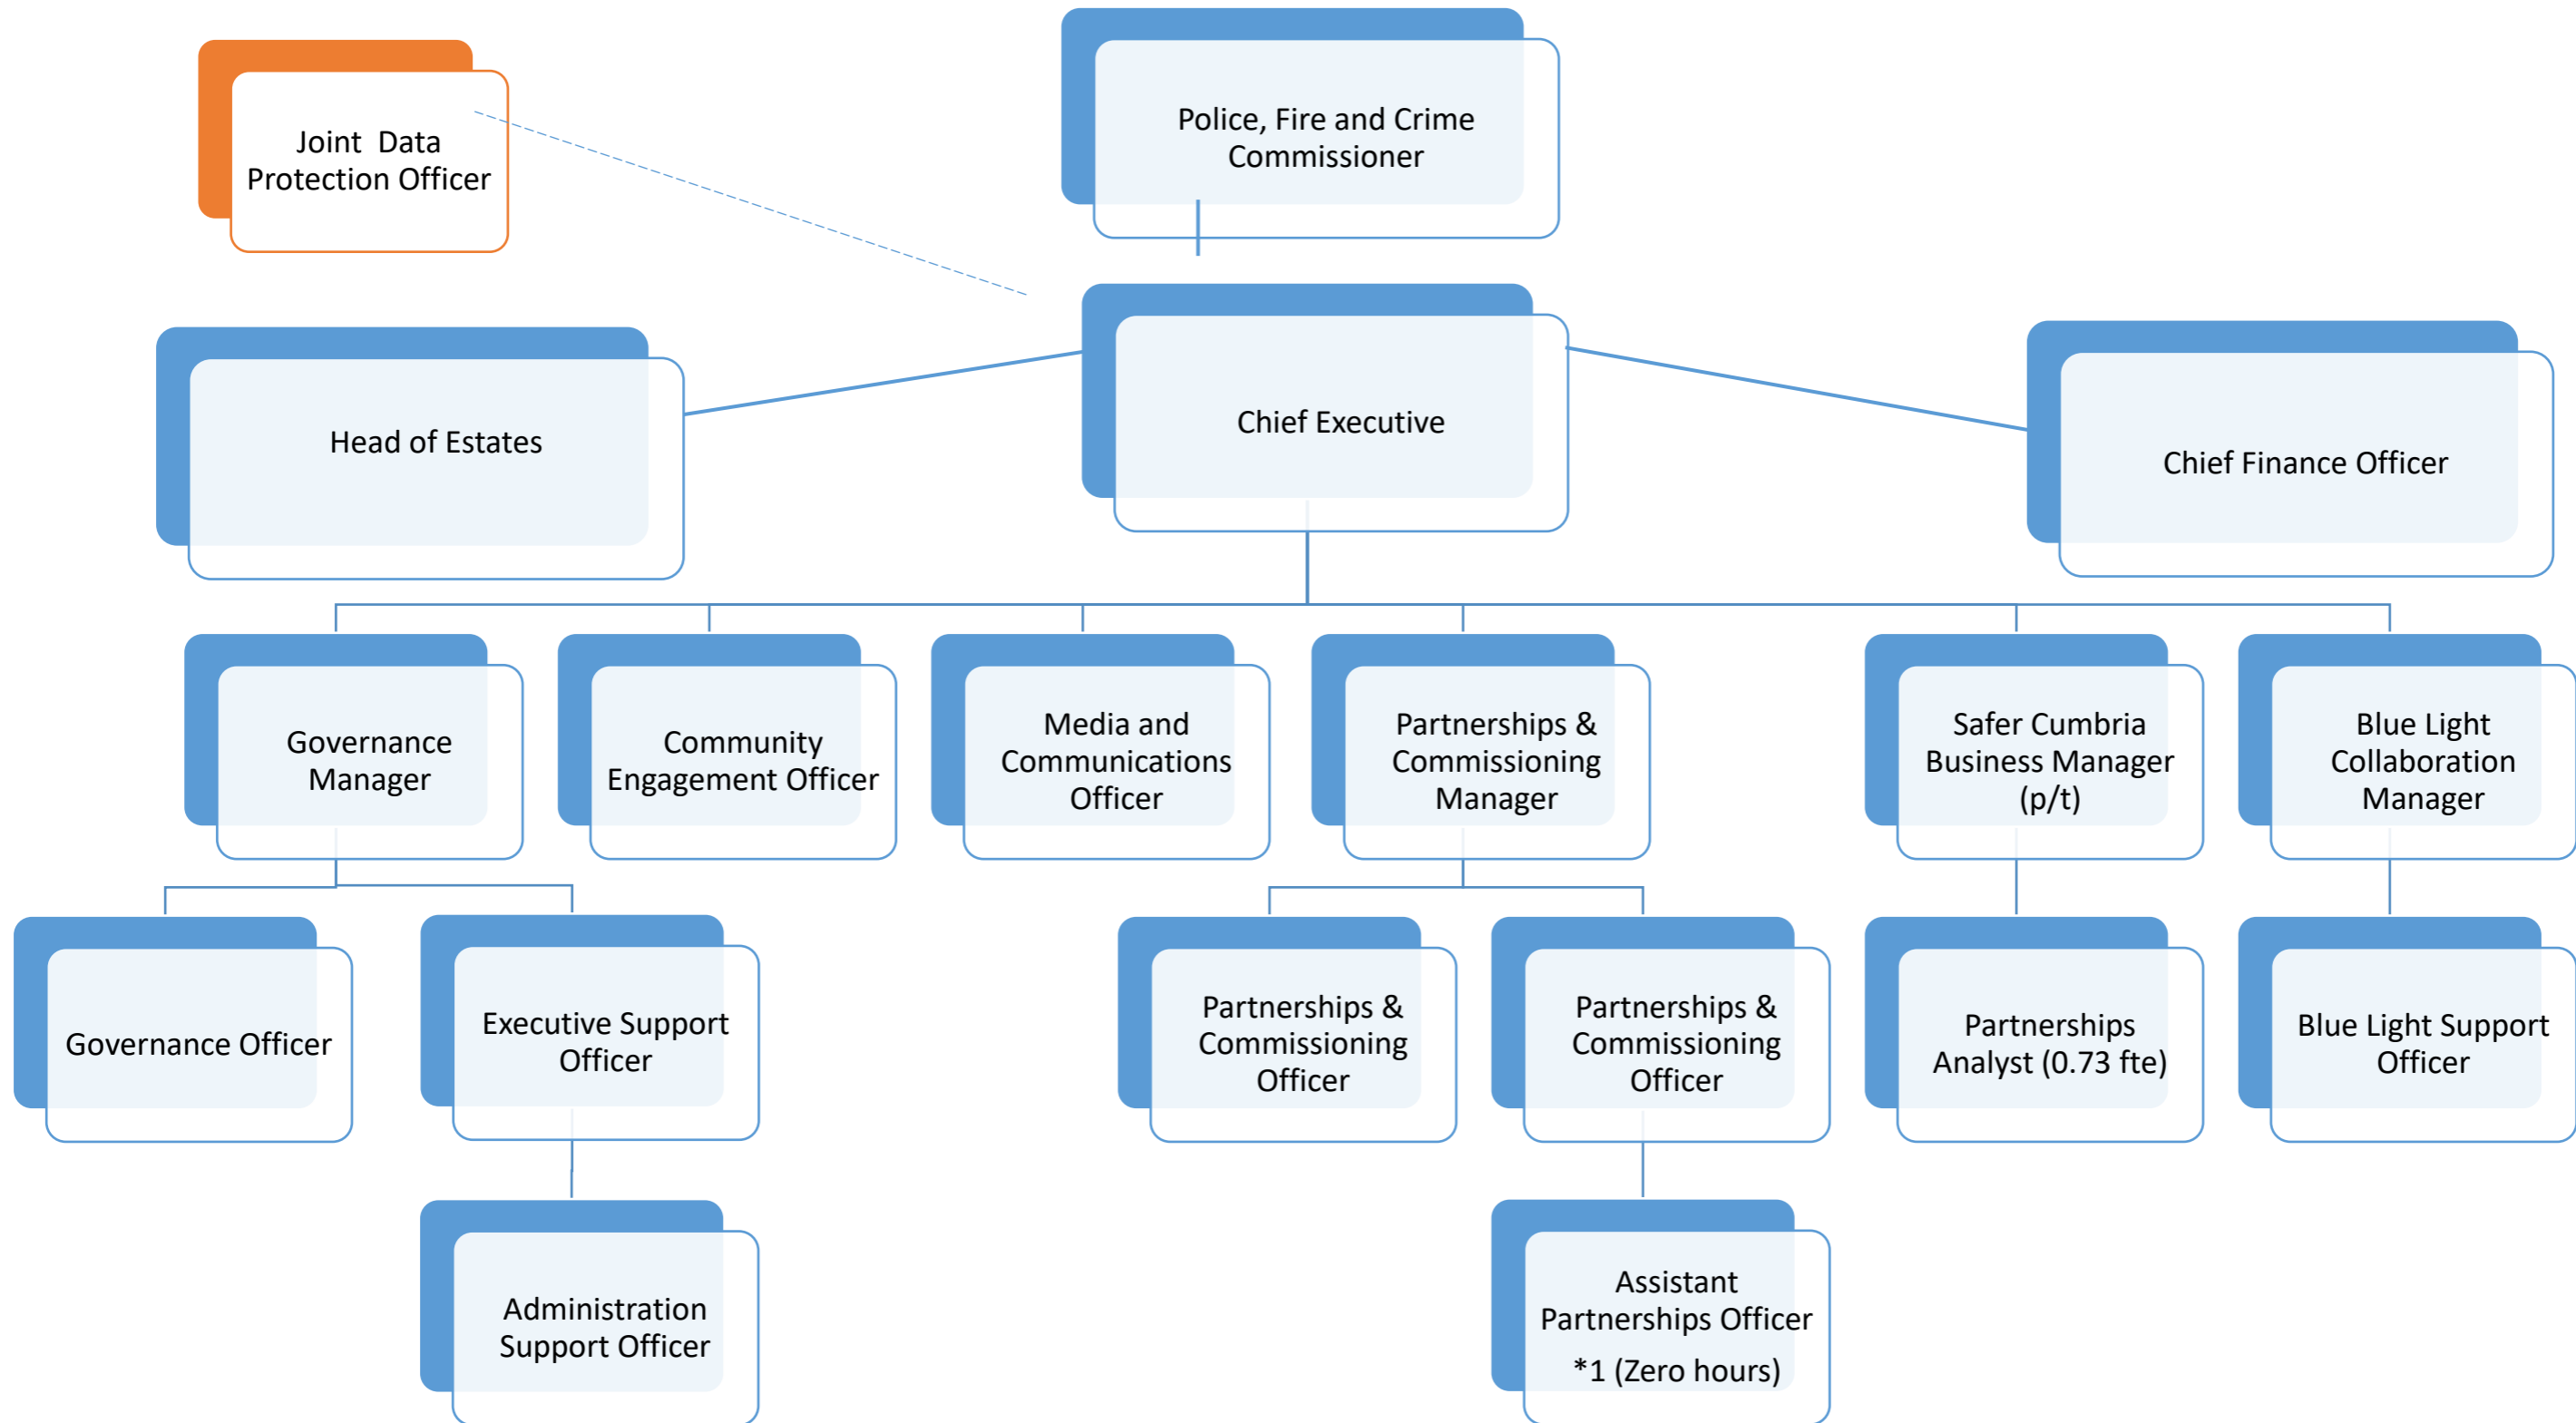 Joint Data
Protection Officer
Police, Fire and Crime
Commissioner
Head of Estates
Chief Executive
Chief Finance Officer
Governance
Manager
Community
Engagement Officer
Media and
Communications
Officer
Partnerships &
Commissioning
Manager
Safer Cumbria
Business Manager
(p/t)
Blue Light
Collaboration
Manager
Governance Officer
Executive Support
Officer
Partnerships &
Commissioning
Officer
Partnerships &
Commissioning
Officer
Partnerships
Analyst (0.73 fte)
Blue Light Support
Officer
Administration
Support Officer
Assistant
Partnerships Officer
*1 (Zero hours)